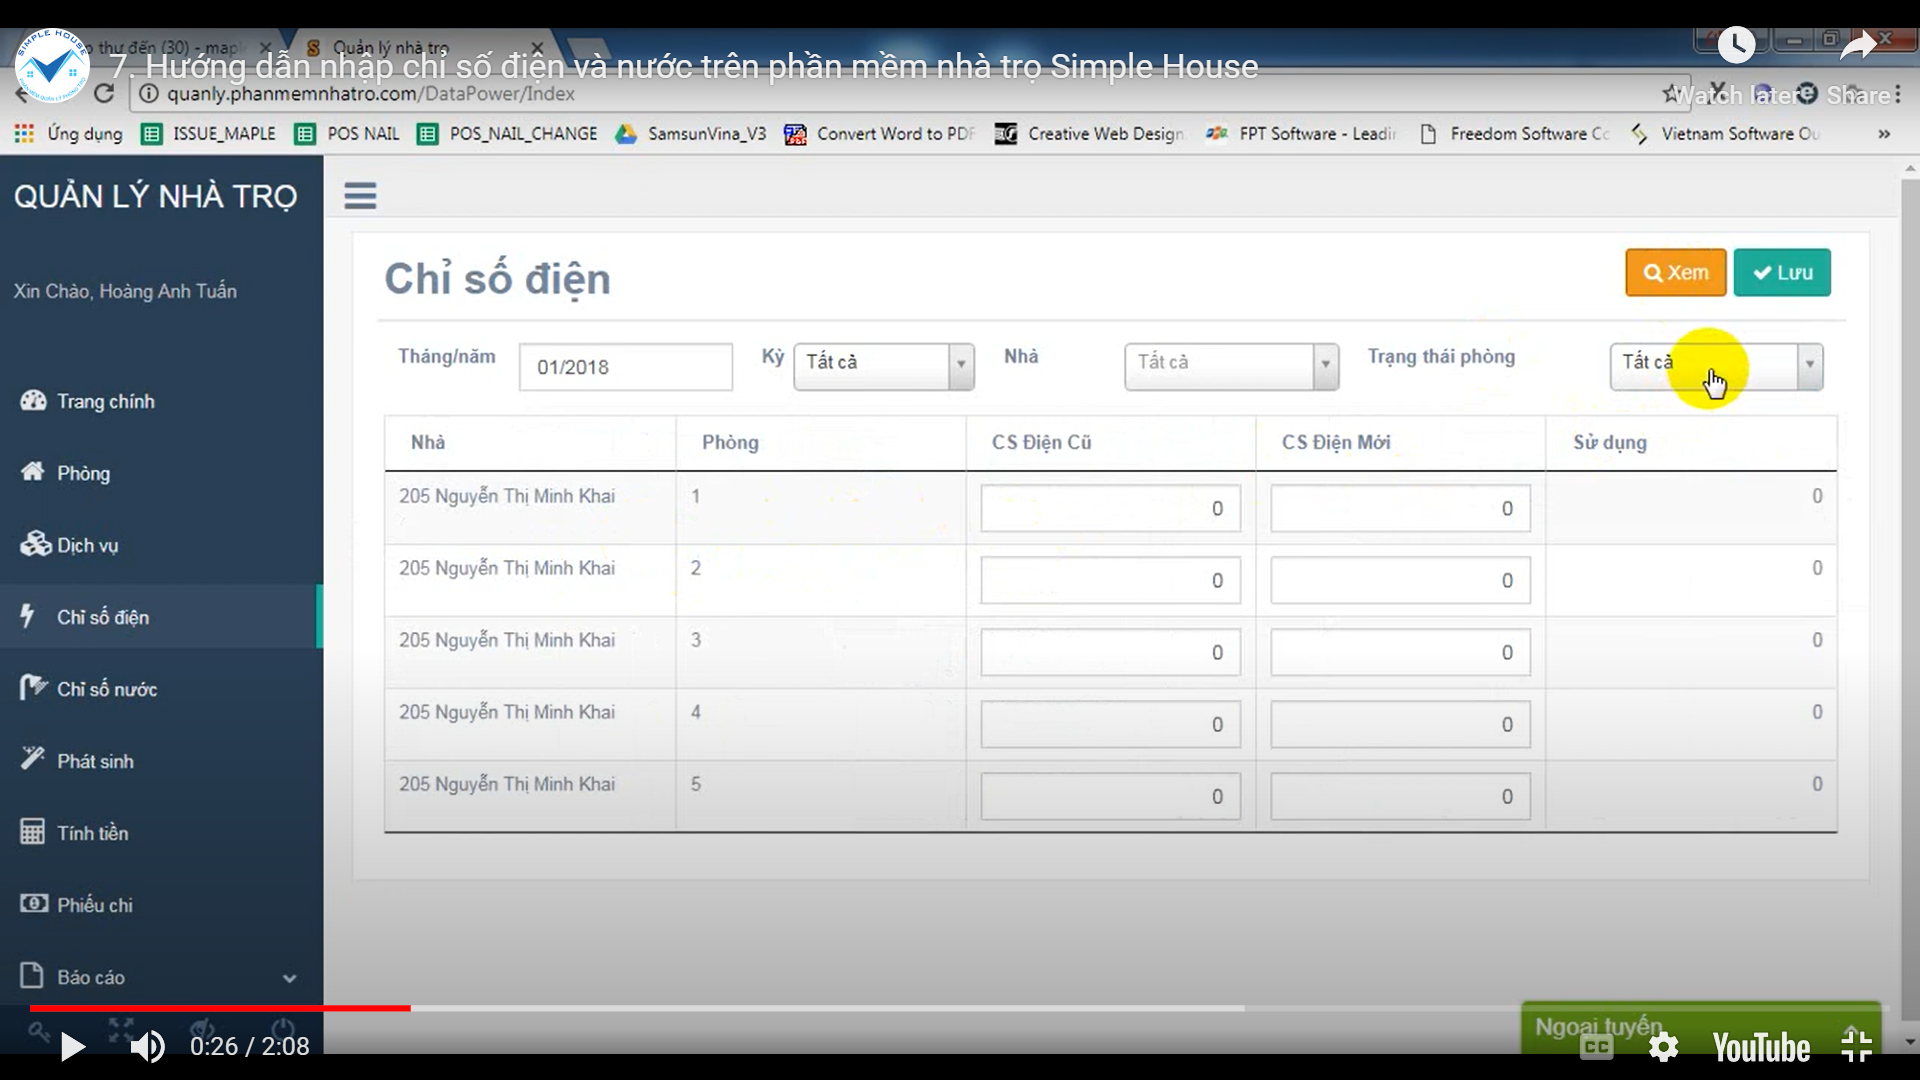 thư đến (30) - mapl
Quản lý nhà trọ
7. Hướng dẫn nhập chỉ số điện và nước trên phần mềm nhà trọ Simple House
SIMPLE HOUSE
quanly.phanmemnhatro.com/DataPower/Index
Watch later
Share
Ứng dụng
ISSUE_MAPLE
POS NAIL
POS_NAIL_CHANGE
SamsunVina_V3
Convert Word to PDF
Creative Web Design
FPT Software - Leadi
Freedom Software Co
Vietnam Software Ou
»
QUẢN LÝ NHÀ TRỌ
Xin Chào, Hoàng Anh Tuấn
Trang chính
Phòng
Dịch vụ
Chỉ số điện
Chỉ số nước
Phát sinh
Tính tiền
Phiếu chi
Báo cáo
Chỉ số điện
Xem
Lưu
Tháng/năm 01/2018 Kỳ Tất cả Nhà Tất cả Trạng thái phòng Tất cả
Nhà Phòng CS Điện Cũ CS Điện Mới Sử dụng
205 Nguyễn Thị Minh Khai 1 0 0 0
205 Nguyễn Thị Minh Khai 2 0 0 0
205 Nguyễn Thị Minh Khai 3 0 0 0
205 Nguyễn Thị Minh Khai 4 0 0 0
205 Nguyễn Thị Minh Khai 5 0 0 0
Ngoại tuyến
0:26 / 2:08
CC
YouTube